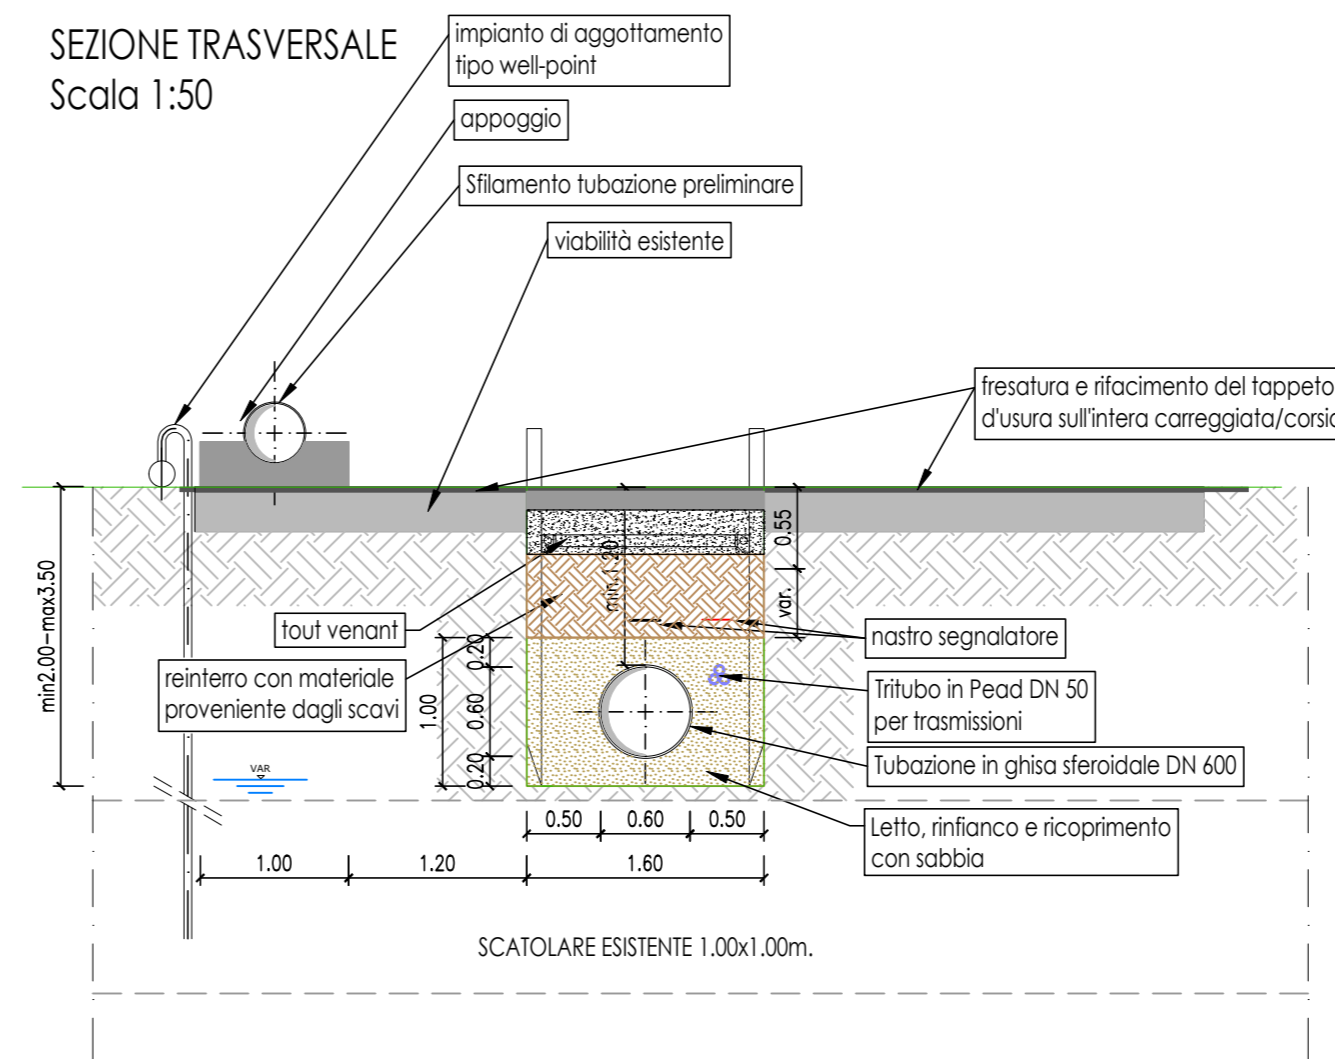 SEZIONE TRASVERSALE
Scala 1:50
impianto di aggottamento
tipo well-point
appoggio
Sfilamento tubazione preliminare
viabilità esistente
fresatura e rifacimento del tappeto
d'usura sull'intera carreggiata/corsia
min2.00-max3.50
0.55
min.1.20
var.
tout venant
nastro segnalatore
reinterro con materiale
proveniente dagli scavi
0.20
1.00
0.60
0.20
Tritubo in Pead DN 50
per trasmissioni
Tubazione in ghisa sferoidale DN 600
VAR
0.50
0.60
0.50
Letto, rinfianco e ricoprimento
con sabbia
1.00
1.20
1.60
SCATOLARE ESISTENTE 1.00x1.00m.